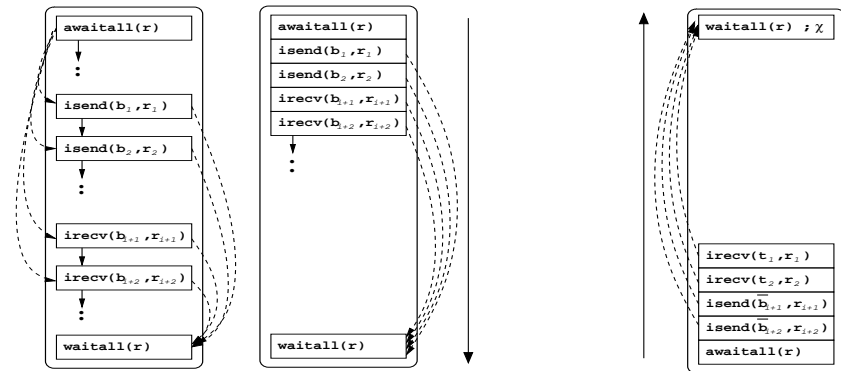 awaitall(r)
isend(b₁,r₁)
isend(b₂,r₂)
irecv(bᵢ₊₁,rᵢ₊₁)
irecv(bᵢ₊₂,rᵢ₊₂)
waitall(r)
awaitall(r)
isend(b₁,r₁)
isend(b₂,r₂)
irecv(bᵢ₊₁,rᵢ₊₁)
irecv(bᵢ₊₂,rᵢ₊₂)
waitall(r)
waitall(r) ;χ
irecv(t₁,r₁)
irecv(t₂,r₂)
isend(b̅ᵢ₊₁,rᵢ₊₁)
isend(b̅ᵢ₊₂,rᵢ₊₂)
awaitall(r)